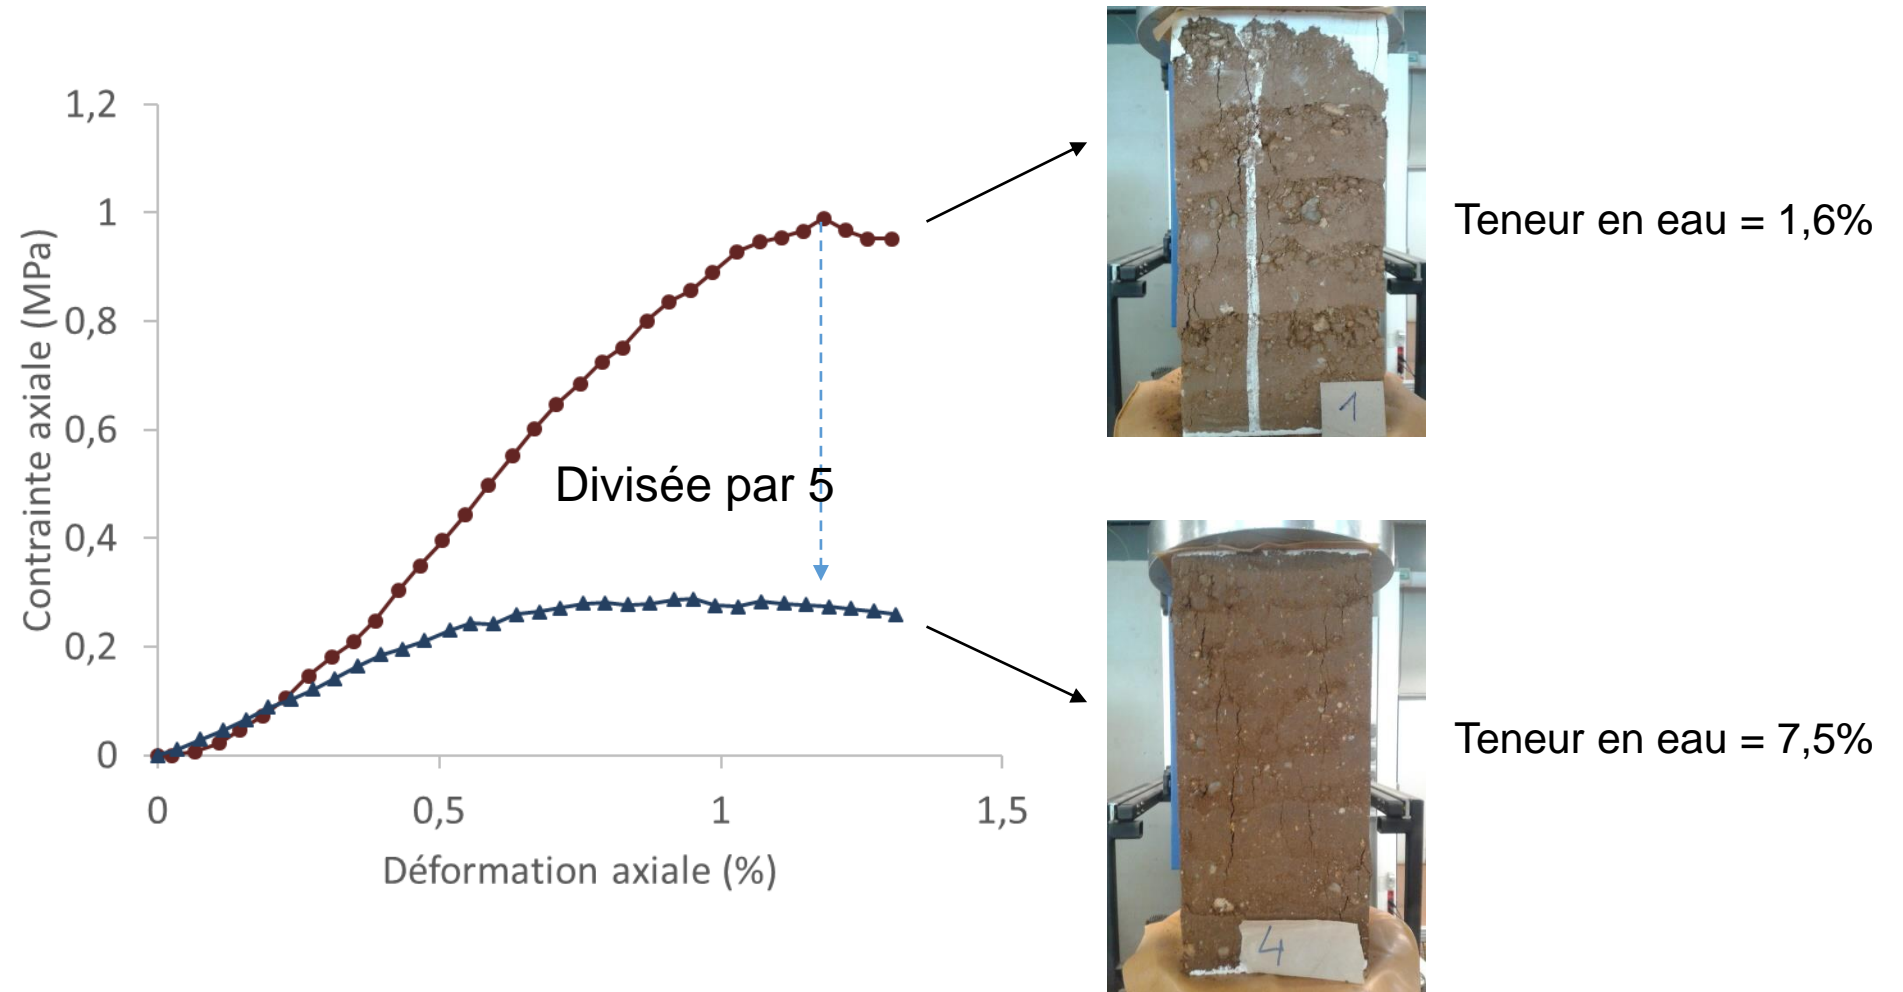 Contrainte axiale (MPa)
1,2
1
0,8
0,6
0,4
0,2
0
0
0,5
1
1,5
Déformation axiale (%)
Divisée par 5
1
Teneur en eau = 1,6%
4
Teneur en eau = 7,5%